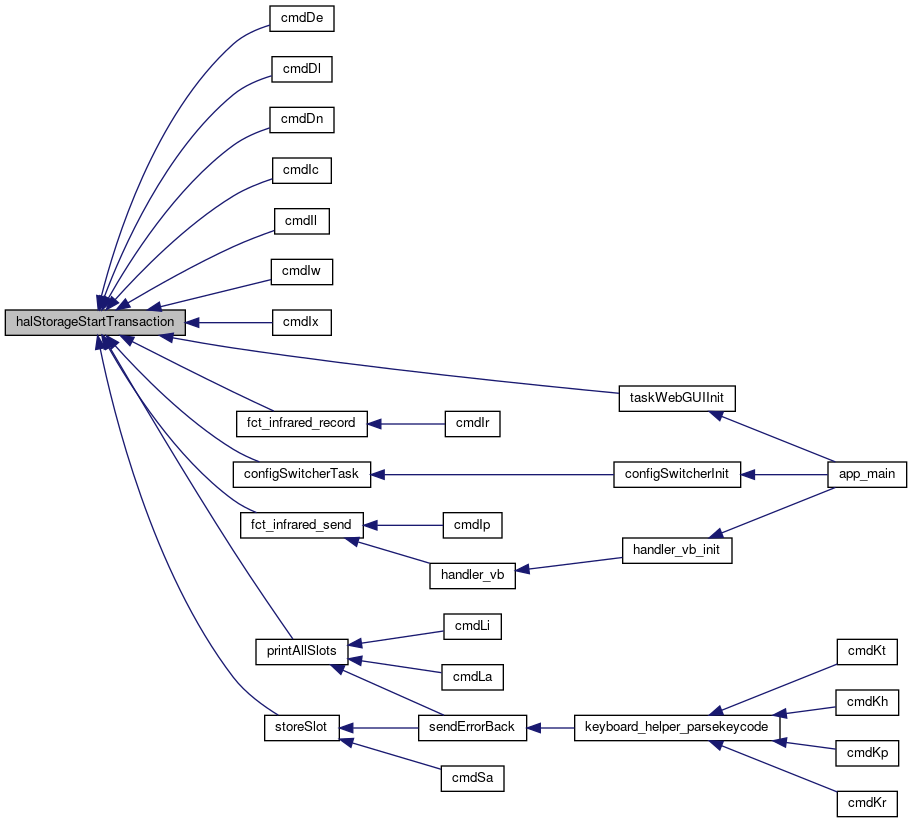 cmdDe
cmdDl
cmdDn
cmdIc
cmdIl
cmdIw
halStorageStartTransaction
cmdIx
taskWebGUIInit
fct_infrared_record
cmdIr
configSwitcherTask
configSwitcherInit
app_main
fct_infrared_send
cmdIp
handler_vb_init
handler_vb
cmdLi
printAllSlots
cmdKt
cmdLa
cmdKh
storeSlot
sendErrorBack
keyboard_helper_parsekeycode
cmdKp
cmdSa
cmdKr